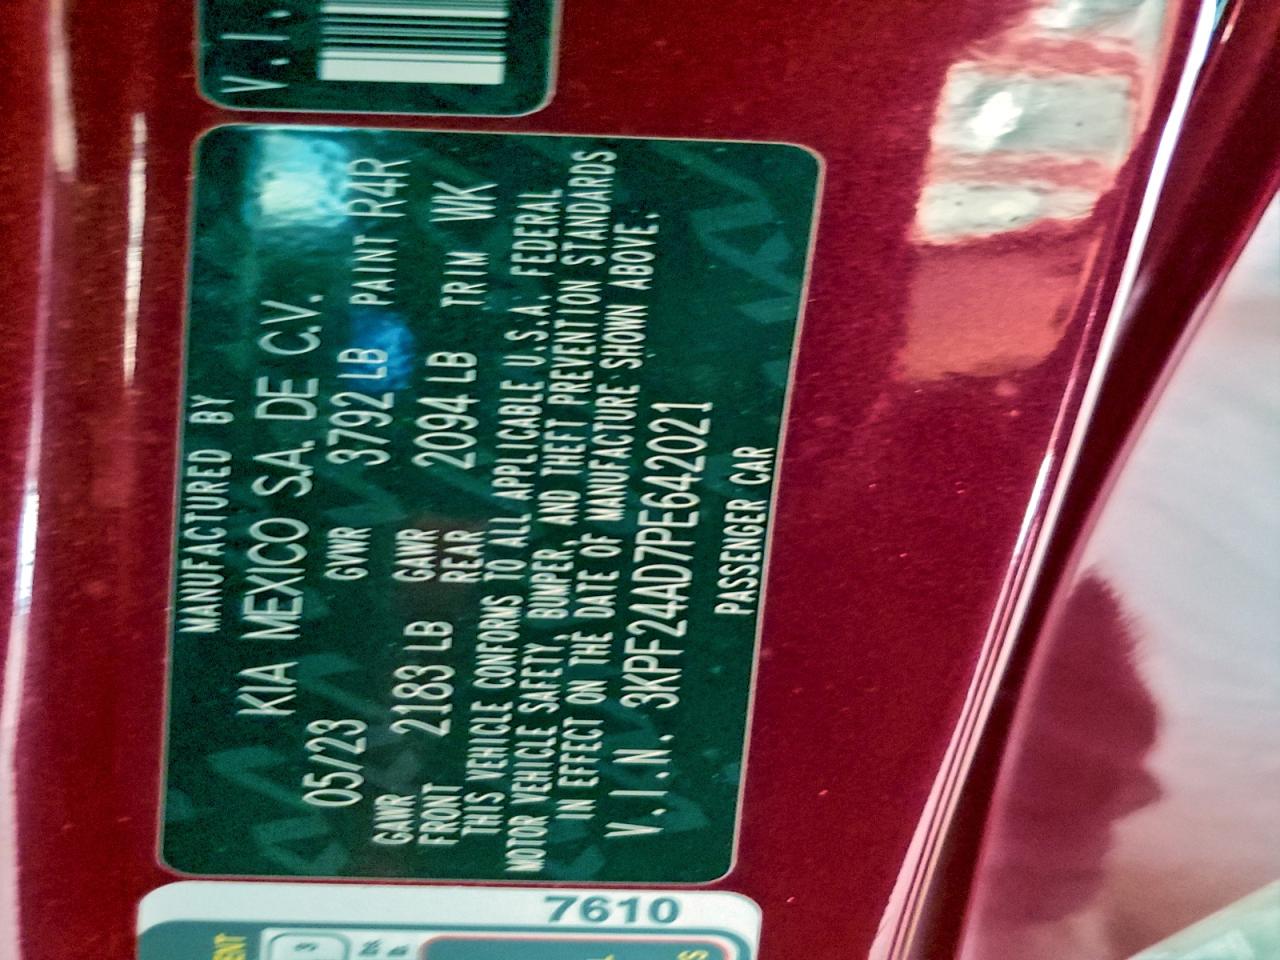 V.I.
MANUFACTURED BY
KIA MEXICO S.A. DE C.V.
05/23 GVWR 3792 LB PAINT R4R
GAWR FRONT 2183 LB GAWR REAR 2094 LB TRIM WK
THIS VEHICLE CONFORMS TO ALL APPLICABLE U.S.A. FEDERAL
MOTOR VEHICLE SAFETY, BUMPER, AND THEFT PREVENTION STANDARDS
IN EFFECT ON THE DATE OF MANUFACTURE SHOWN ABOVE.
V.I.N. 3KPF24AD7PE642021
PASSENGER CAR
7610
ENT
3